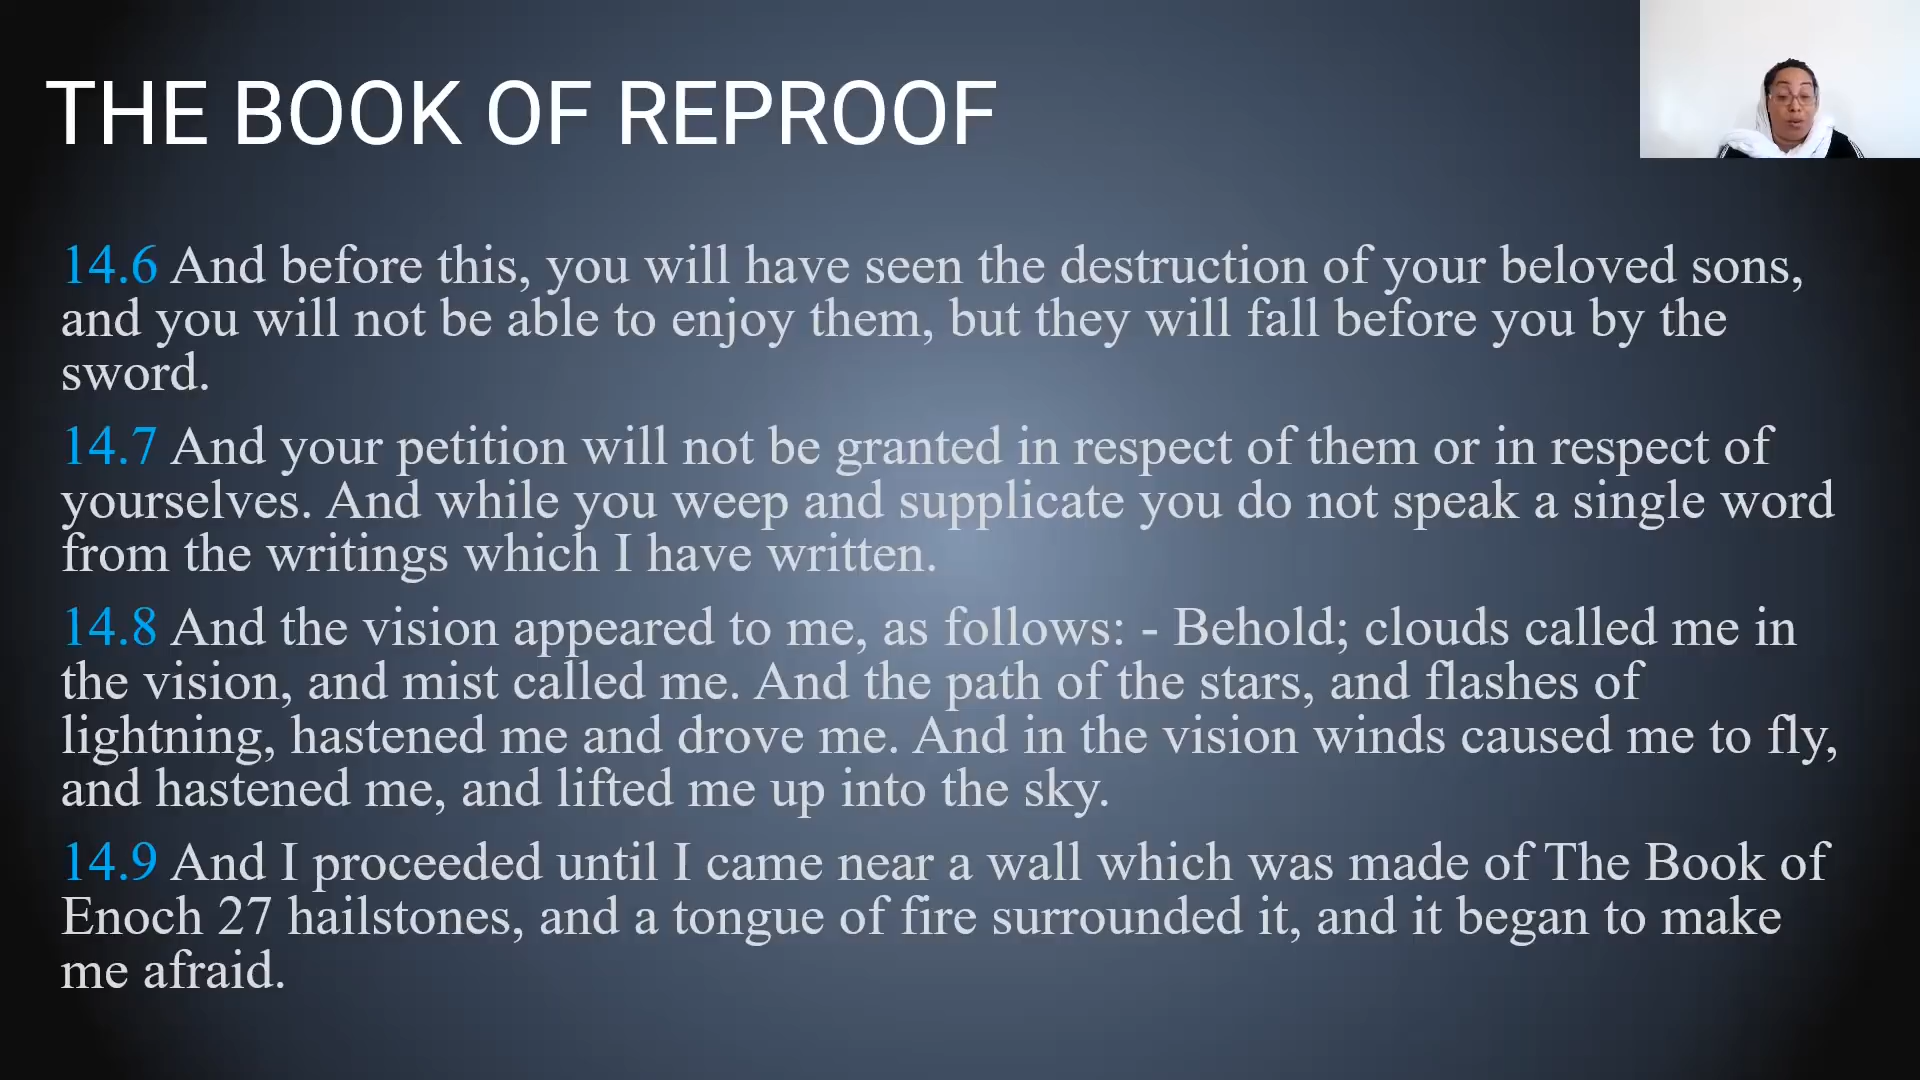 THE BOOK OF REPROOF
14.6 And before this, you will have seen the destruction of your beloved sons,
and you will not be able to enjoy them, but they will fall before you by the
sword.
14.7 And your petition will not be granted in respect of them or in respect of
yourselves. And while you weep and supplicate you do not speak a single word
from the writings which I have written.
14.8 And the vision appeared to me, as follows: - Behold; clouds called me in
the vision, and mist called me. And the path of the stars, and flashes of
lightning, hastened me and drove me. And in the vision winds caused me to fly,
and hastened me, and lifted me up into the sky.
14.9 And I proceeded until I came near a wall which was made of The Book of
Enoch 27 hailstones, and a tongue of fire surrounded it, and it began to make
me afraid.